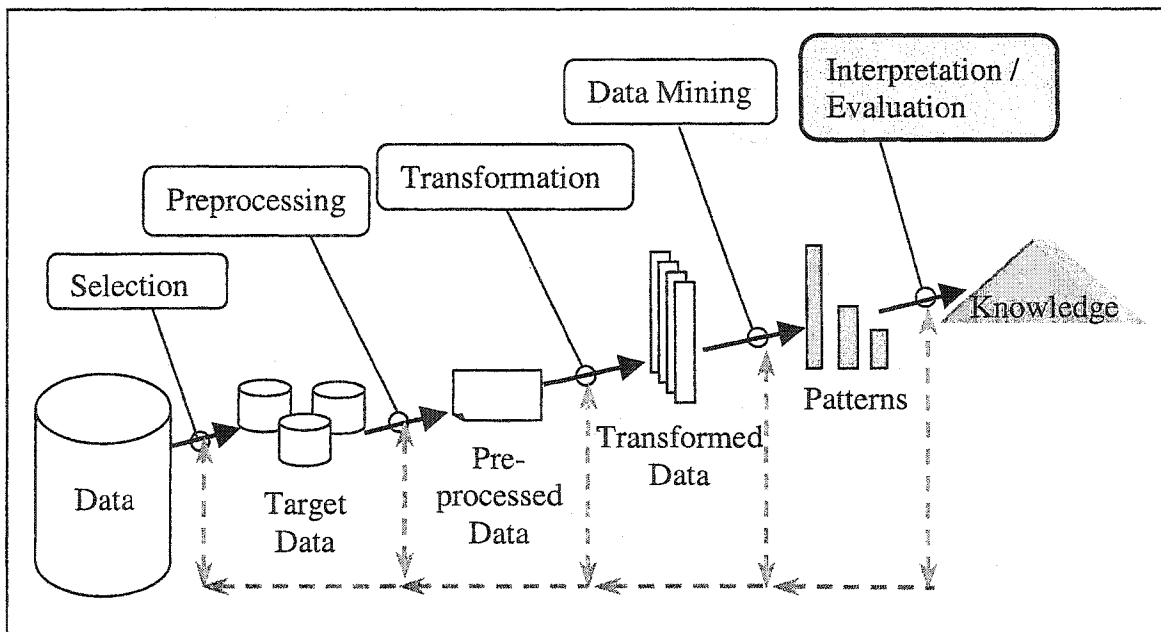 Interpretation /
Evaluation
Data Mining
Transformation
Preprocessing
Selection
Knowledge
Patterns
Transformed
Data
Pre-
processed
Data
Target
Data
Data